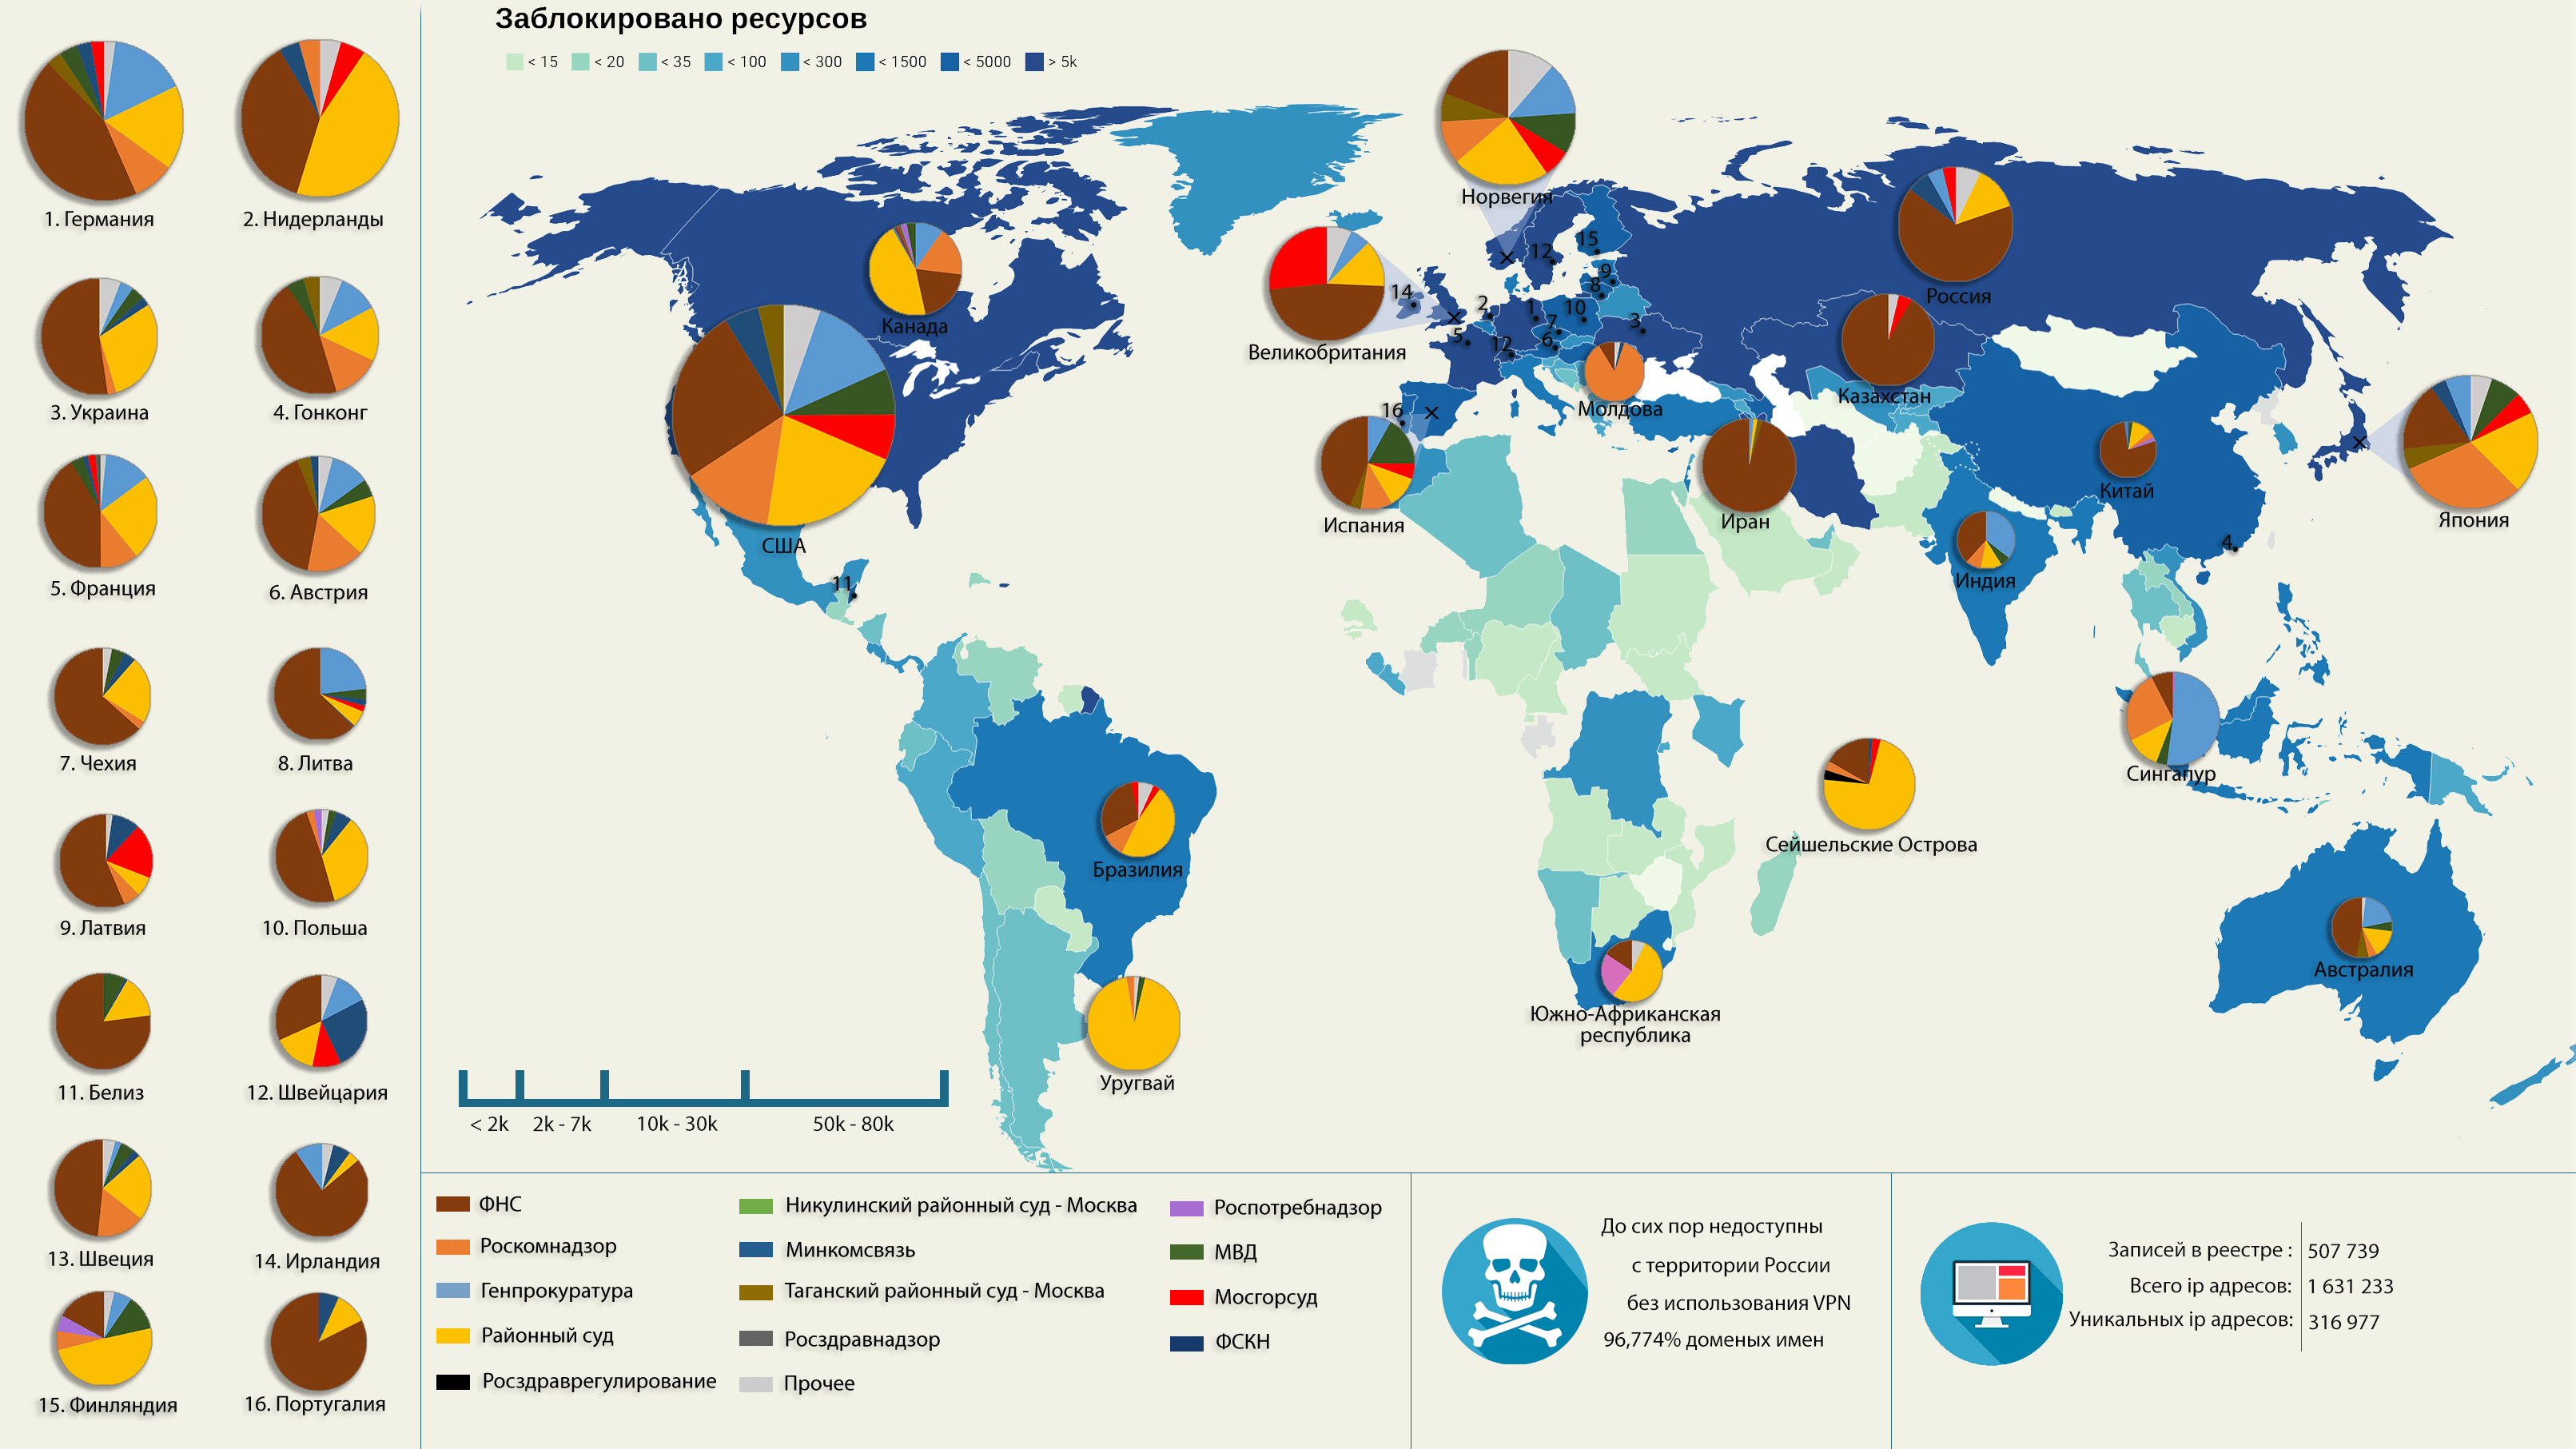 Заблокировано ресурсов
< 15 < 20 < 35 < 100 < 300 < 1500 < 5000 > 5k
1. Германия
2. Нидерланды
3. Украина
4. Гонконг
5. Франция
6. Австрия
7. Чехия
8. Литва
9. Латвия
10. Польша
11. Белиз
12. Швейцария
13. Швеция
14. Ирландия
15. Финляндия
16. Португалия
Норвегия
Канада
Россия
Великобритания
Казахстан
Молдова
США
Испания
Иран
Китай
Япония
Индия
Сингапур
Сейшельские Острова
Бразилия
Австралия
Южно-Африканская
республика
Уругвай
12
15
9
8
14
2
1
10
7
3
5
12
6
16
4
11
< 2k 2k - 7k 10k - 30k 50k - 80k
ФНС
Роскомнадзор
Генпрокуратура
Районный суд
Росздраврегулирование
Никулинский районный суд - Москва
Минкомсвязь
Таганский районный суд - Москва
Росздравнадзор
Прочее
Роспотребнадзор
МВД
Мосгорсуд
ФСКН
До сих пор недоступны
с территории России
без использования VPN
96,774% доменых имен
Записей в реестре : 507 739
Всего ip адресов: 1 631 233
Уникальных ip адресов: 316 977